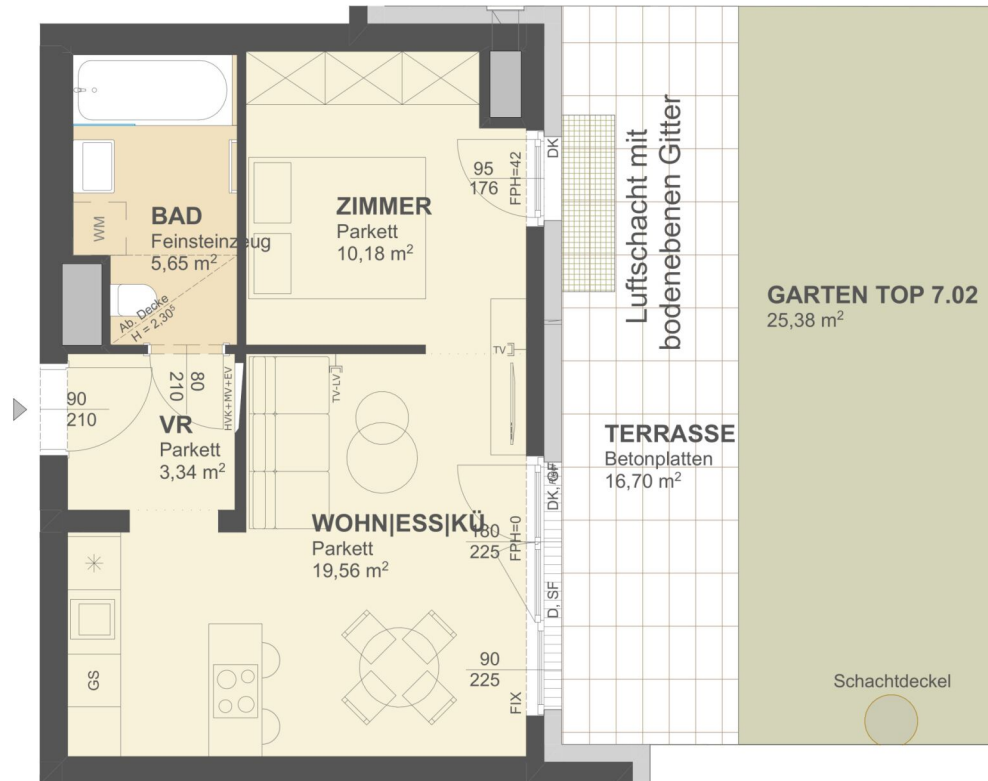 BAD
Feinsteinzeug
5,65 m²
WM
Ab. Decke
H = 2,30⁵
ZIMMER
Parkett
10,18 m²
95
176
FPH=42
DK
Luftschacht mit
bodenebenen Gitter
GARTEN TOP 7.02
25,38 m²
90
210
80
210
HVK+MV+EV
VR
Parkett
3,34 m²
TV-LV
TV
TERRASSE
Betonplatten
16,70 m²
WOHN|ESS|KÜ
Parkett
19,56 m²
180
225
FPH=0
DK,
D, SF
90
225
FIX
GS
Schachtdeckel